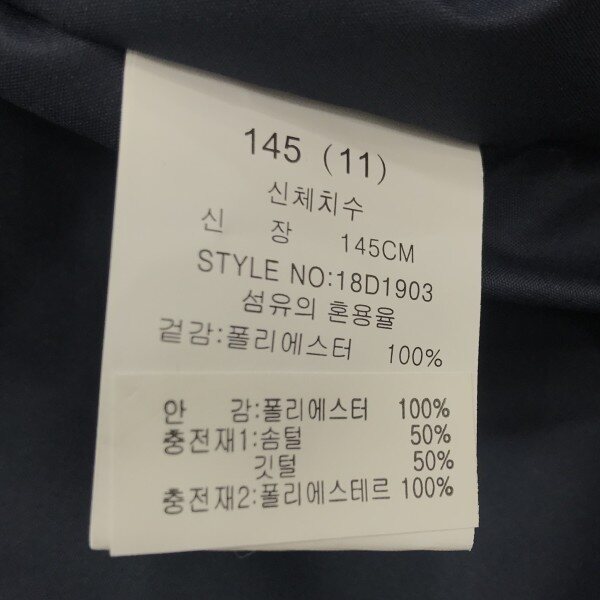 145 (11)
신체치수
신 장 145CM
STYLE NO:18D1903
섬유의 혼용율
겉감:폴리에스터 100%
안 감:폴리에스터 100%
충전재1:솜털 50%
깃털 50%
충전재2:폴리에스테르 100%